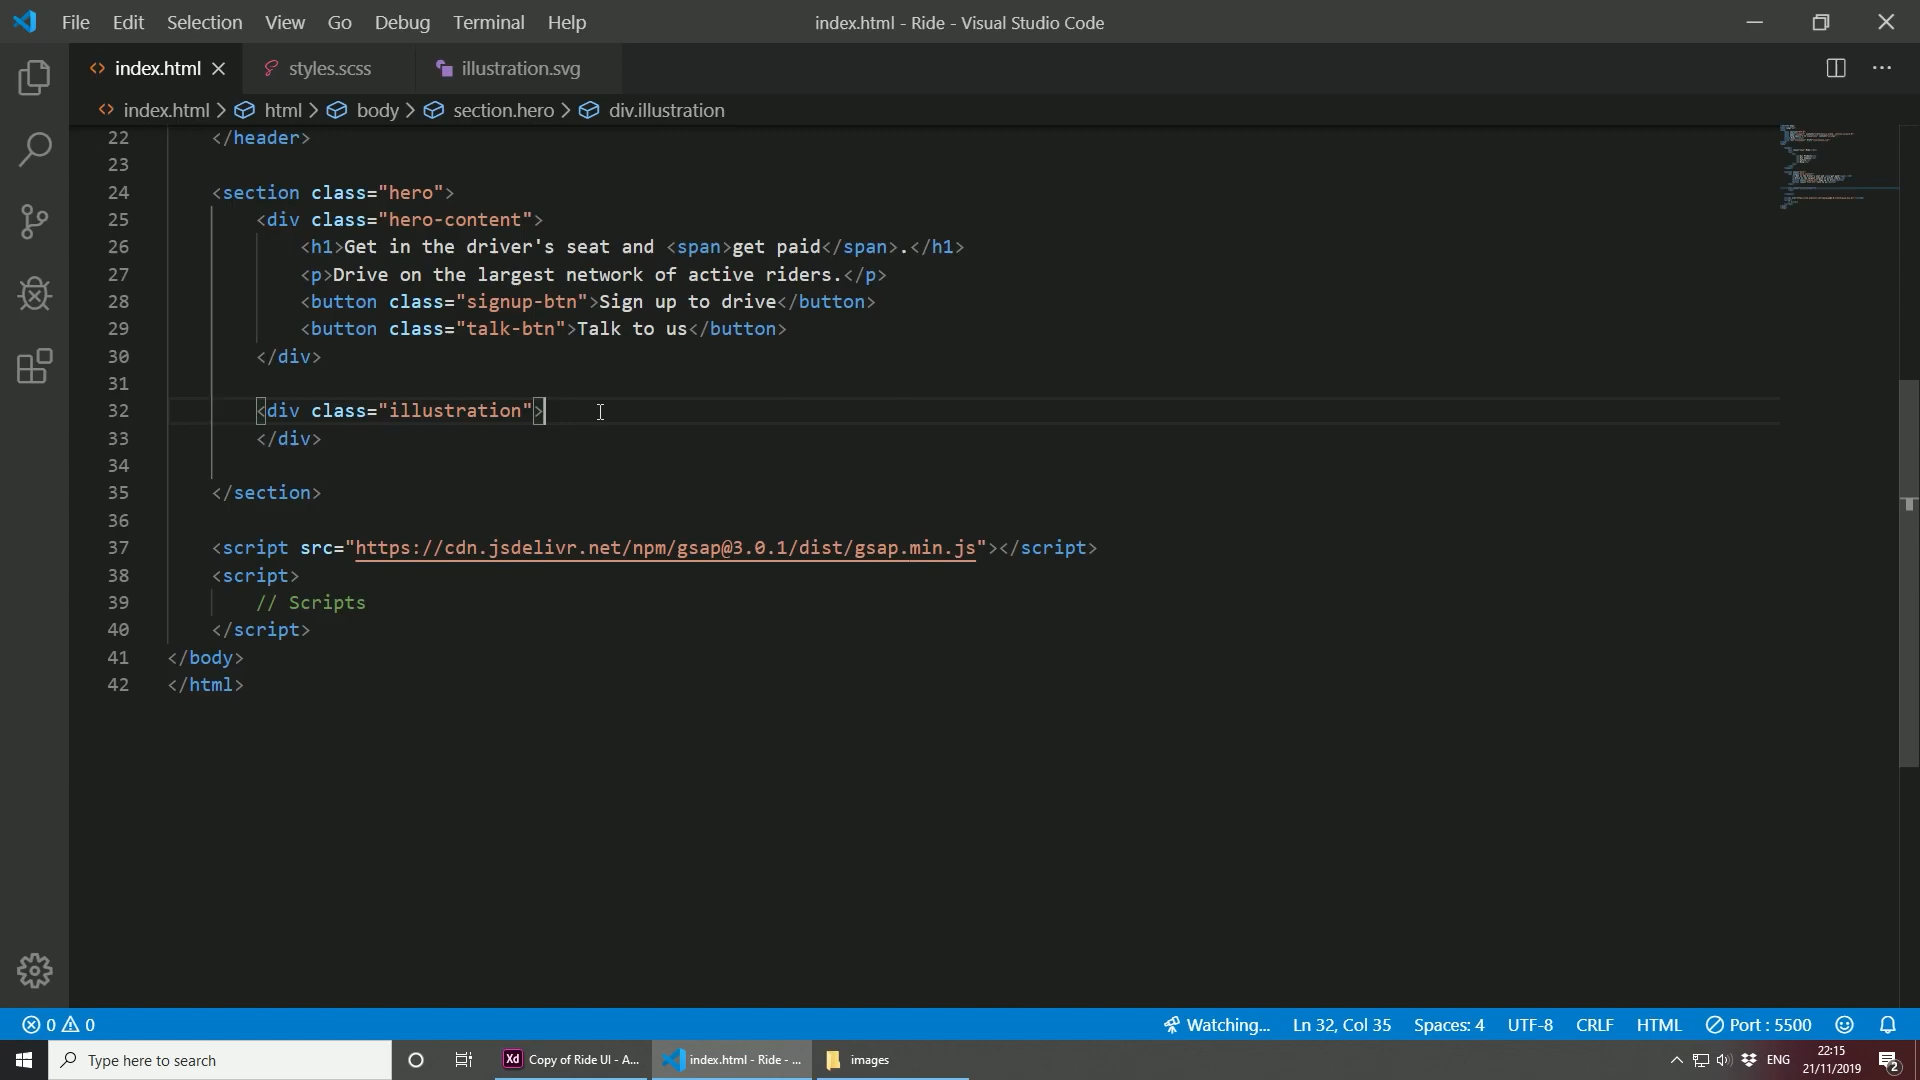 File Edit Selection View Go Debug Terminal Help
index.html - Ride - Visual Studio Code
index.html
styles.scss
illustration.svg
index.html > html > body > section.hero > div.illustration
22 </header>
23
24 <section class="hero">
25 <div class="hero-content">
26 <h1>Get in the driver's seat and <span>get paid</span>.</h1>
27 <p>Drive on the largest network of active riders.</p>
28 <button class="signup-btn">Sign up to drive</button>
29 <button class="talk-btn">Talk to us</button>
30 </div>
31
32 <div class="illustration">
33 </div>
34
35 </section>
36
37 <script src="https://cdn.jsdelivr.net/npm/gsap@3.0.1/dist/gsap.min.js"></script>
38 <script>
39 // Scripts
40 </script>
41 </body>
42 </html>
0 0
Watching... Ln 32, Col 35 Spaces: 4 UTF-8 CRLF HTML Port : 5500
Type here to search
Xd Copy of Ride UI - A...
index.html - Ride - ...
images
ENG
22:15
21/11/2019
2